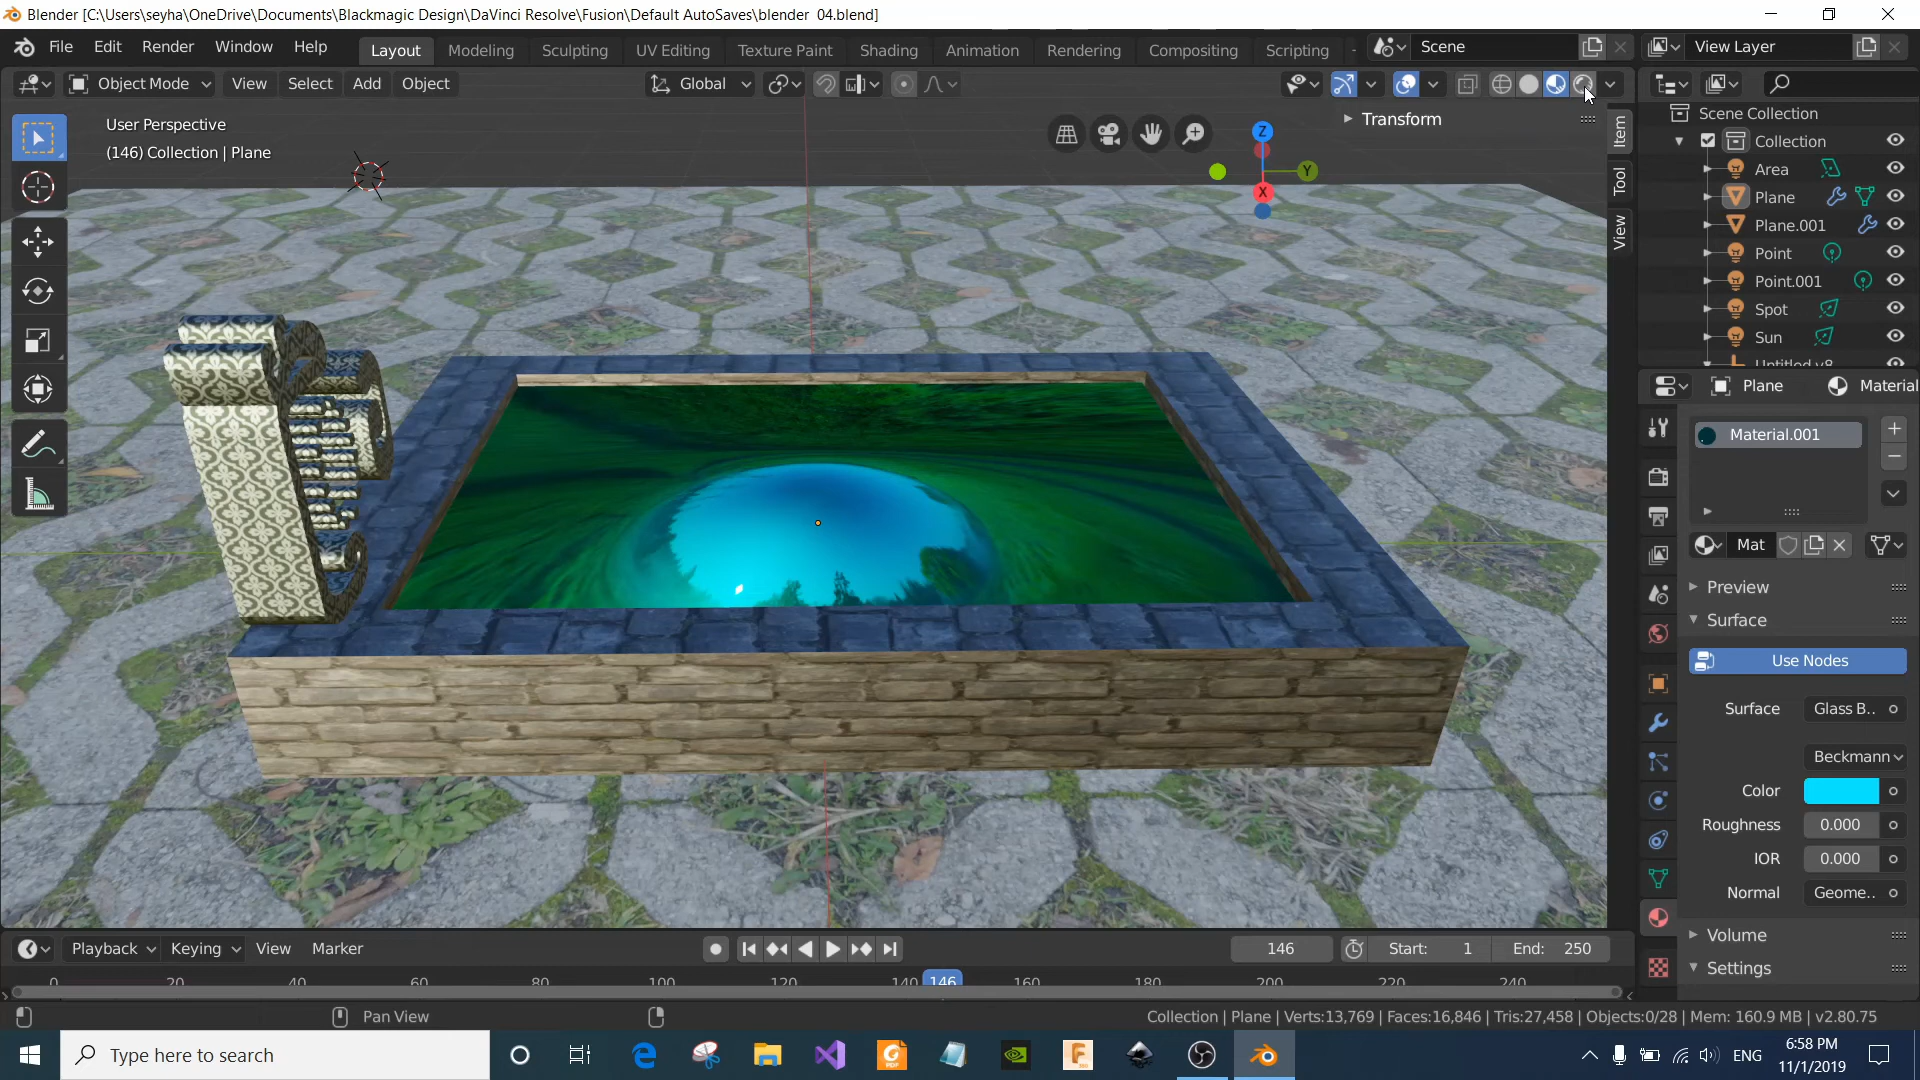 Blender [C:\Users\seyha\OneDrive\Documents\Blackmagic Design\DaVinci Resolve\Fusion\Default AutoSaves\blender 04.blend]
File Edit Render Window Help Layout Modeling Sculpting UV Editing Texture Paint Shading Animation Rendering Compositing Scripting Scene View Layer
Object Mode View Select Add Object Global
User Perspective
(146) Collection | Plane
Transform
Item
Tool
View
Z
Y
X
Scene Collection
Collection
Area
Plane
Plane.001
Point
Point.001
Spot
Sun
Untitled v8
Plane Material
Material.001
Mat
Preview
Surface
Use Nodes
Surface Glass B..
Beckmann
Color
Roughness 0.000
IOR 0.000
Normal Geome..
Volume
Settings
Playback Keying View Marker 146 Start: 1 End: 250
0 20 40 60 80 100 120 140 146 160 180 200 220 240
Pan View Collection | Plane | Verts:13,769 | Faces:16,846 | Tris:27,458 | Objects:0/28 | Mem: 160.9 MB | v2.80.75
Type here to search ENG 6:58 PM
11/1/2019